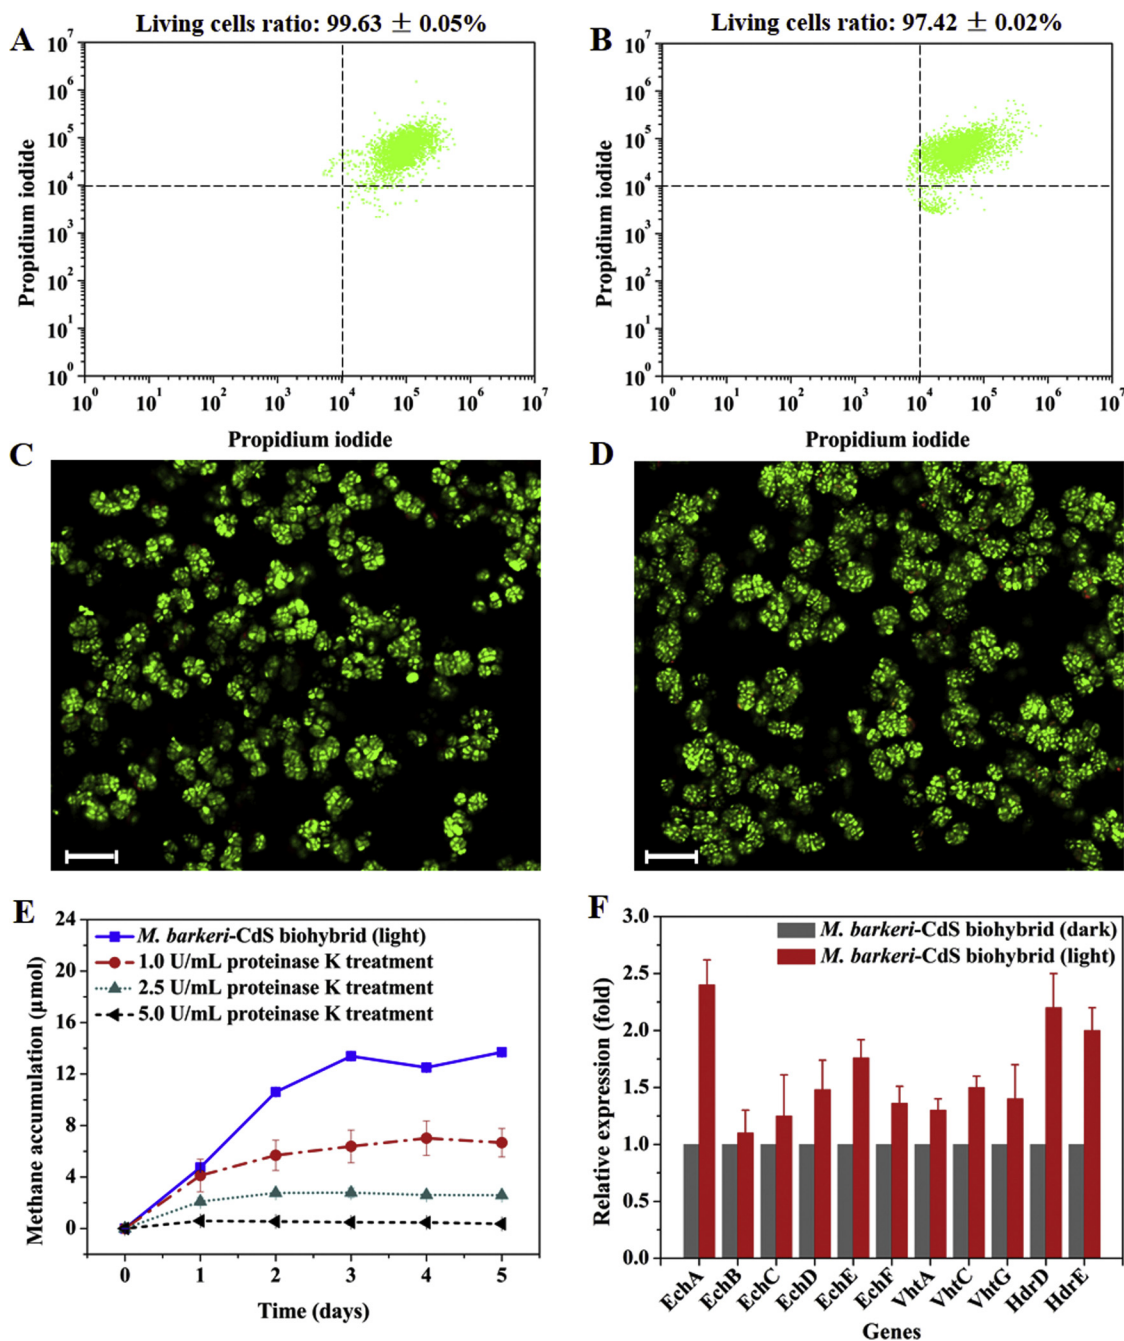 A
Living cells ratio: 99.63 ± 0.05%
Propidium iodide
10^7
10^6
10^5
10^4
10^3
10^2
10^1
10^0
10^0 10^1 10^2 10^3 10^4 10^5 10^6 10^7
Propidium iodide
B
Living cells ratio: 97.42 ± 0.02%
Propidium iodide
10^7
10^6
10^5
10^4
10^3
10^2
10^1
10^0
10^0 10^1 10^2 10^3 10^4 10^5 10^6 10^7
Propidium iodide
C
D
E
Methane accumulation (μmol)
24
20
16
12
8
4
0
M. barkeri-CdS biohybrid (light)
1.0 U/mL proteinase K treatment
2.5 U/mL proteinase K treatment
5.0 U/mL proteinase K treatment
0 1 2 3 4 5
Time (days)
F
Relative expression (fold)
3.0
2.5
2.0
1.5
1.0
0.5
0.0
M. barkeri-CdS biohybrid (dark)
M. barkeri-CdS biohybrid (light)
EchA EchB EchC EchD EchE EchF VhtA VhtC VhtG HdrD HdrE
Genes